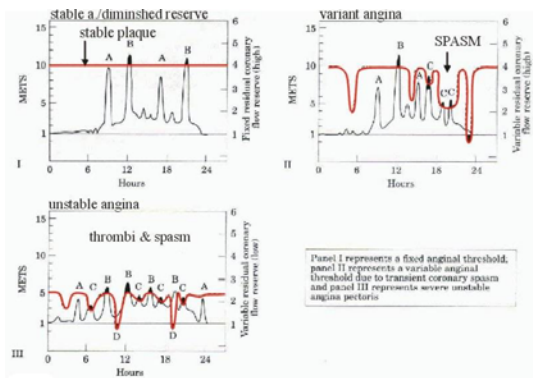 stable a./diminished reserve
stable plaque
15
10
5
1
METS
A
B
A
B
6
5
4
3
2
1
Fixed residual coronary
flow reserve (high)
0
6
12
18
24
Hours
I
variant angina
SPASM
15
10
5
1
METS
A
B
A
C
C
C
6
5
4
3
2
1
Variable residual coronary
flow reserve (high)
0
6
12
18
24
Hours
II
unstable angina
thrombi & spasm
15
10
5
1
METS
A
C
B
D
B
C
B
C
B
D
C
A
6
5
4
3
2
1
Variable residual coronary
flow reserve (low)
0
6
12
18
24
Hours
III
Panel I represents a fixed anginal threshold,
panel II represents a variable anginal
threshold due to transient coronary spasm
and panel III represents severe unstable
angina pectoris